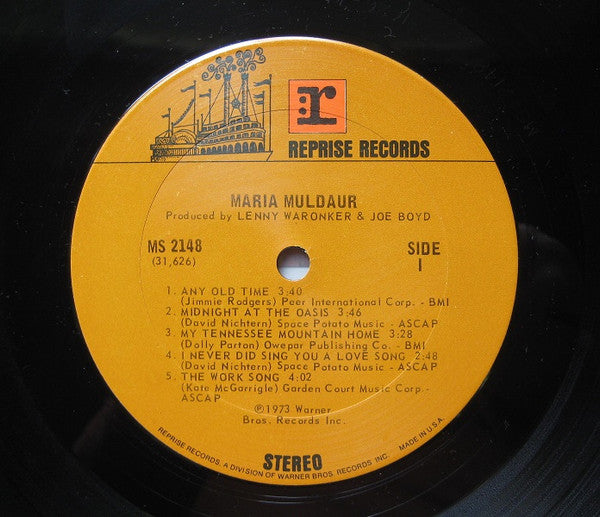 r
REPRISE RECORDS
MARIA MULDAUR
Produced by LENNY WARONKER & JOE BOYD
MS 2148
(31,626)
SIDE
1
1. ANY OLD TIME 3:40
(Jimmie Rodgers) Peer International Corp. - BMI
2. MIDNIGHT AT THE OASIS 3:46
(David Nichtern) Space Potato Music - ASCAP
3. MY TENNESSEE MOUNTAIN HOME 3:28
(Dolly Parton) Owepar Publishing Co. - BMI
4. I NEVER DID SING YOU A LOVE SONG 2:48
(David Nichtern) Space Potato Music - ASCAP
5. THE WORK SONG 4:02
(Kate McGarrigle) Garden Court Music Corp. -
ASCAP
℗1973 Warner
Bros. Records Inc.
STEREO
REPRISE RECORDS, A DIVISION OF WARNER BROS. RECORDS INC. MADE IN U.S.A.